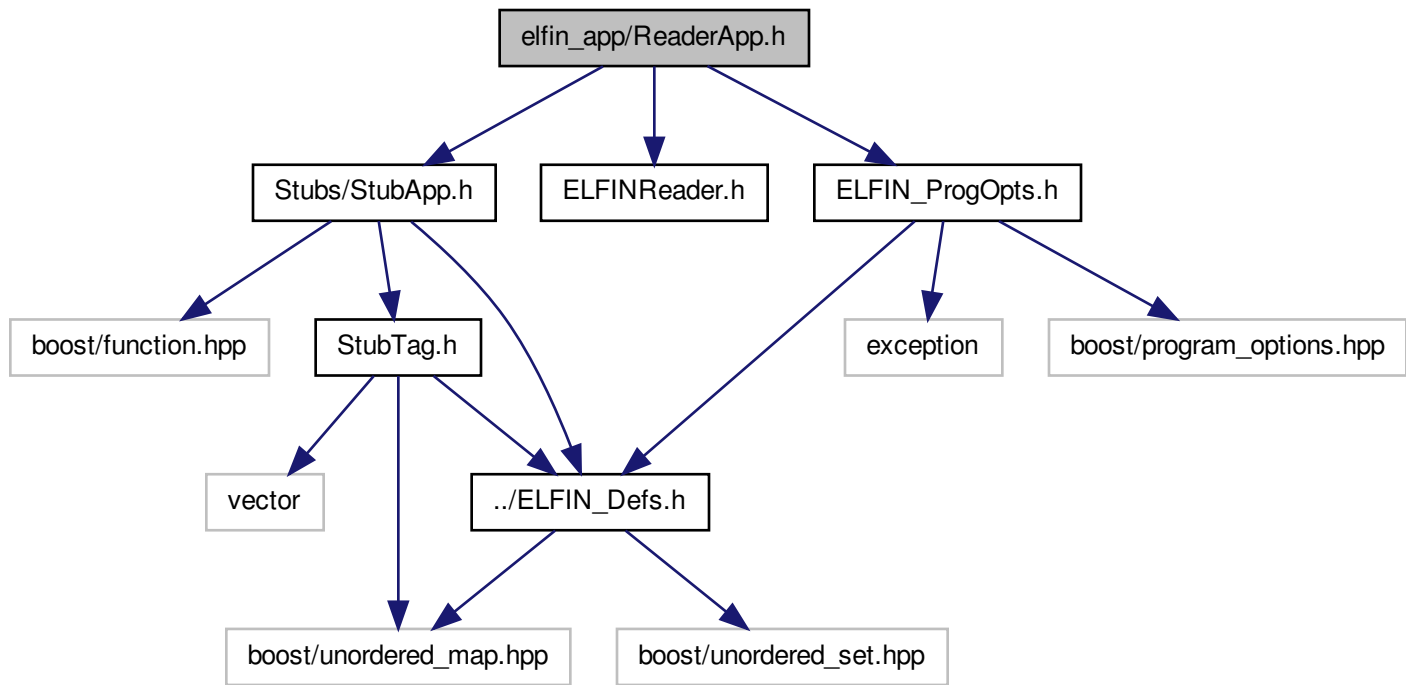 elfin_app/ReaderApp.h
Stubs/StubApp.h
ELFINReader.h
ELFIN_ProgOpts.h
boost/function.hpp
StubTag.h
exception
boost/program_options.hpp
vector
../ELFIN_Defs.h
boost/unordered_map.hpp
boost/unordered_set.hpp